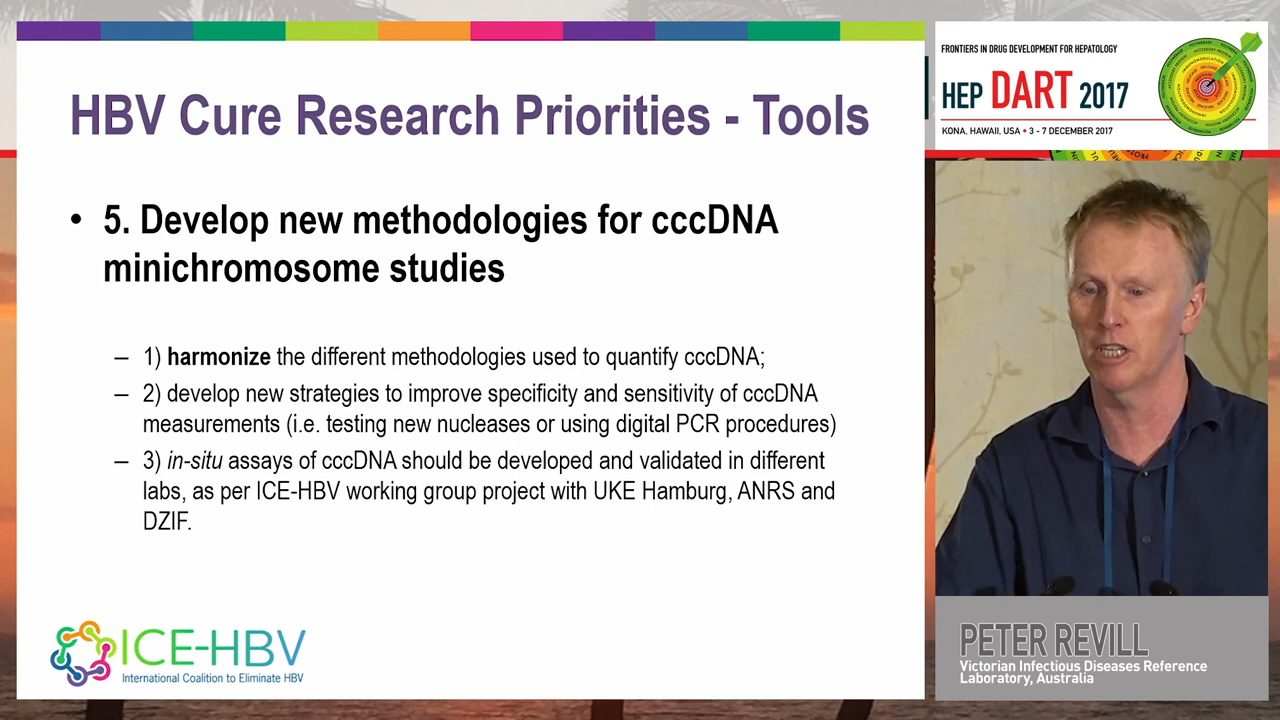 HBV Cure Research Priorities - Tools
• 5. Develop new methodologies for cccDNA
minichromosome studies
– 1) harmonize the different methodologies used to quantify cccDNA;
– 2) develop new strategies to improve specificity and sensitivity of cccDNA
measurements (i.e. testing new nucleases or using digital PCR procedures)
– 3) in-situ assays of cccDNA should be developed and validated in different
labs, as per ICE-HBV working group project with UKE Hamburg, ANRS and
DZIF.
ICE-HBV
International Coalition to Eliminate HBV
FRONTIERS IN DRUG DEVELOPMENT FOR HEPATOLOGY
HEP DART 2017
KONA, HAWAII, USA • 3 - 7 DECEMBER 2017
PETER REVILL
Victorian Infectious Diseases Reference
Laboratory, Australia